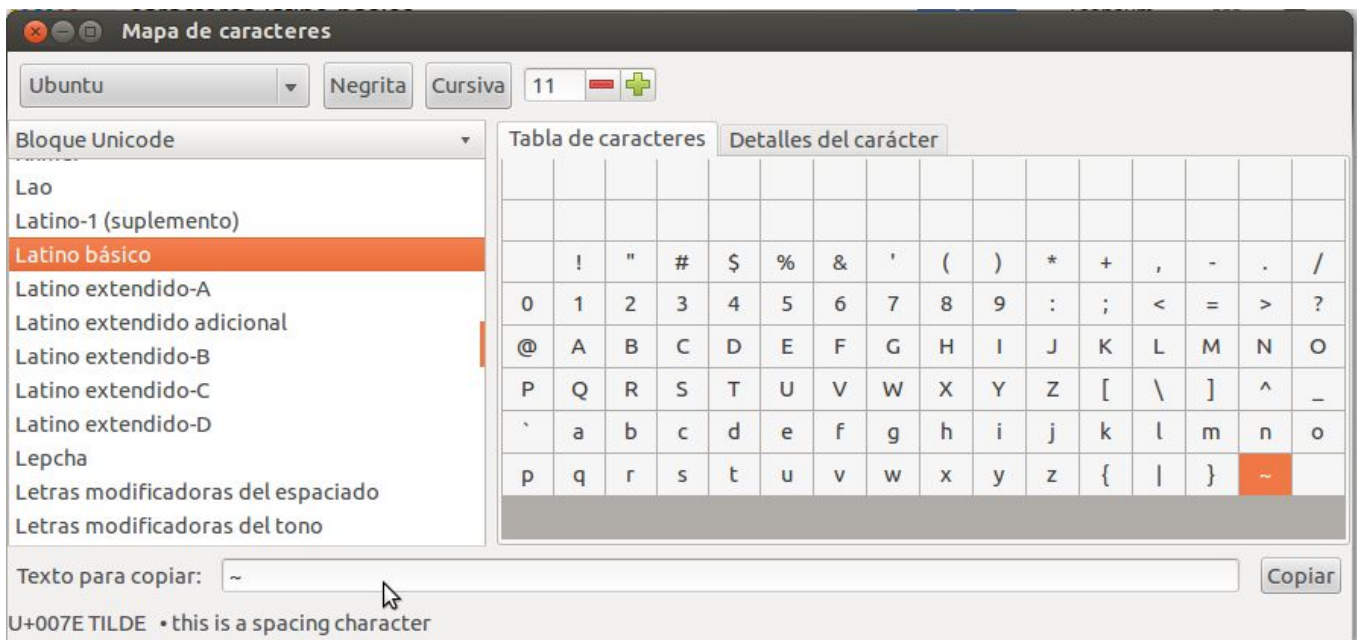 Mapa de caracteres
Ubuntu Negrita Cursiva 11
Bloque Unicode
Lao
Latino-1 (suplemento)
Latino básico
Latino extendido-A
Latino extendido adicional
Latino extendido-B
Latino extendido-C
Latino extendido-D
Lepcha
Letras modificadoras del espaciado
Letras modificadoras del tono
Tabla de caracteres Detalles del carácter
! " # $ % & ' ( ) * + , - . /
0 1 2 3 4 5 6 7 8 9 : ; < = > ?
@ A B C D E F G H I J K L M N O
P Q R S T U V W X Y Z [ \ ] ^ _
` a b c d e f g h i j k l m n o
p q r s t u v w x y z { | } ~
Texto para copiar: ~ Copiar
U+007E TILDE • this is a spacing character